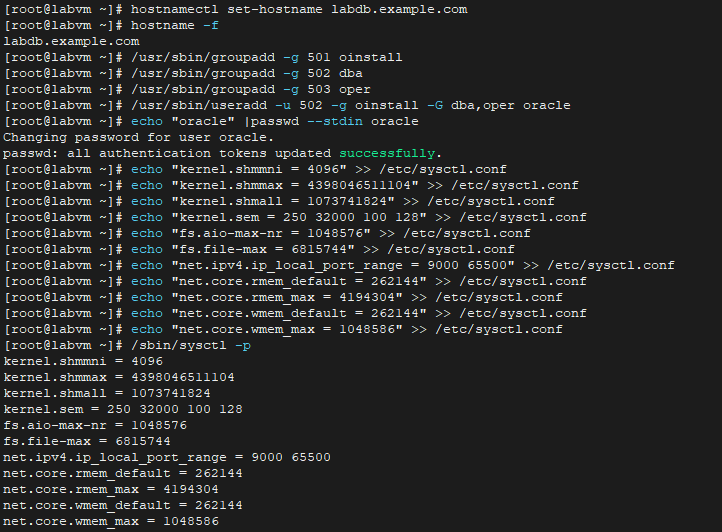 [root@labvm ~]# hostnamectl set-hostname labdb.example.com
[root@labvm ~]# hostname -f
labdb.example.com
[root@labvm ~]# /usr/sbin/groupadd -g 501 oinstall
[root@labvm ~]# /usr/sbin/groupadd -g 502 dba
[root@labvm ~]# /usr/sbin/groupadd -g 503 oper
[root@labvm ~]# /usr/sbin/useradd -u 502 -g oinstall -G dba,oper oracle
[root@labvm ~]# echo "oracle" |passwd --stdin oracle
Changing password for user oracle.
passwd: all authentication tokens updated successfully.
[root@labvm ~]# echo "kernel.shmmni = 4096" >> /etc/sysctl.conf
[root@labvm ~]# echo "kernel.shmmax = 4398046511104" >> /etc/sysctl.conf
[root@labvm ~]# echo "kernel.shmall = 1073741824" >> /etc/sysctl.conf
[root@labvm ~]# echo "kernel.sem = 250 32000 100 128" >> /etc/sysctl.conf
[root@labvm ~]# echo "fs.aio-max-nr = 1048576" >> /etc/sysctl.conf
[root@labvm ~]# echo "fs.file-max = 6815744" >> /etc/sysctl.conf
[root@labvm ~]# echo "net.ipv4.ip_local_port_range = 9000 65500" >> /etc/sysctl.conf
[root@labvm ~]# echo "net.core.rmem_default = 262144" >> /etc/sysctl.conf
[root@labvm ~]# echo "net.core.rmem_max = 4194304" >> /etc/sysctl.conf
[root@labvm ~]# echo "net.core.wmem_default = 262144" >> /etc/sysctl.conf
[root@labvm ~]# echo "net.core.wmem_max = 1048586" >> /etc/sysctl.conf
[root@labvm ~]# /sbin/sysctl -p
kernel.shmmni = 4096
kernel.shmmax = 4398046511104
kernel.shmall = 1073741824
kernel.sem = 250 32000 100 128
fs.aio-max-nr = 1048576
fs.file-max = 6815744
net.ipv4.ip_local_port_range = 9000 65500
net.core.rmem_default = 262144
net.core.rmem_max = 4194304
net.core.wmem_default = 262144
net.core.wmem_max = 1048586